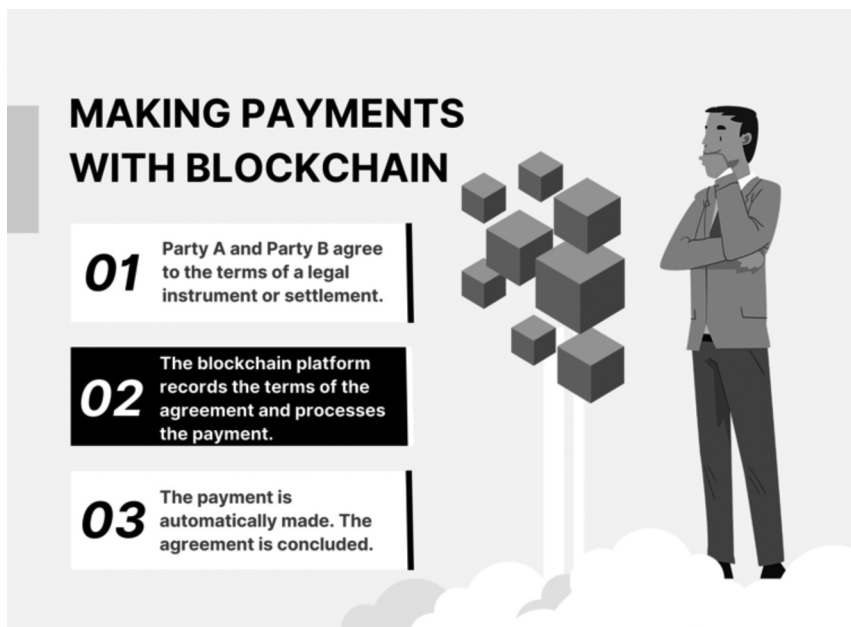 MAKING PAYMENTS
WITH BLOCKCHAIN
01
Party A and Party B agree
to the terms of a legal
instrument or settlement.
02
The blockchain platform
records the terms of the
agreement and processes
the payment.
03
The payment is
automatically made. The
agreement is concluded.